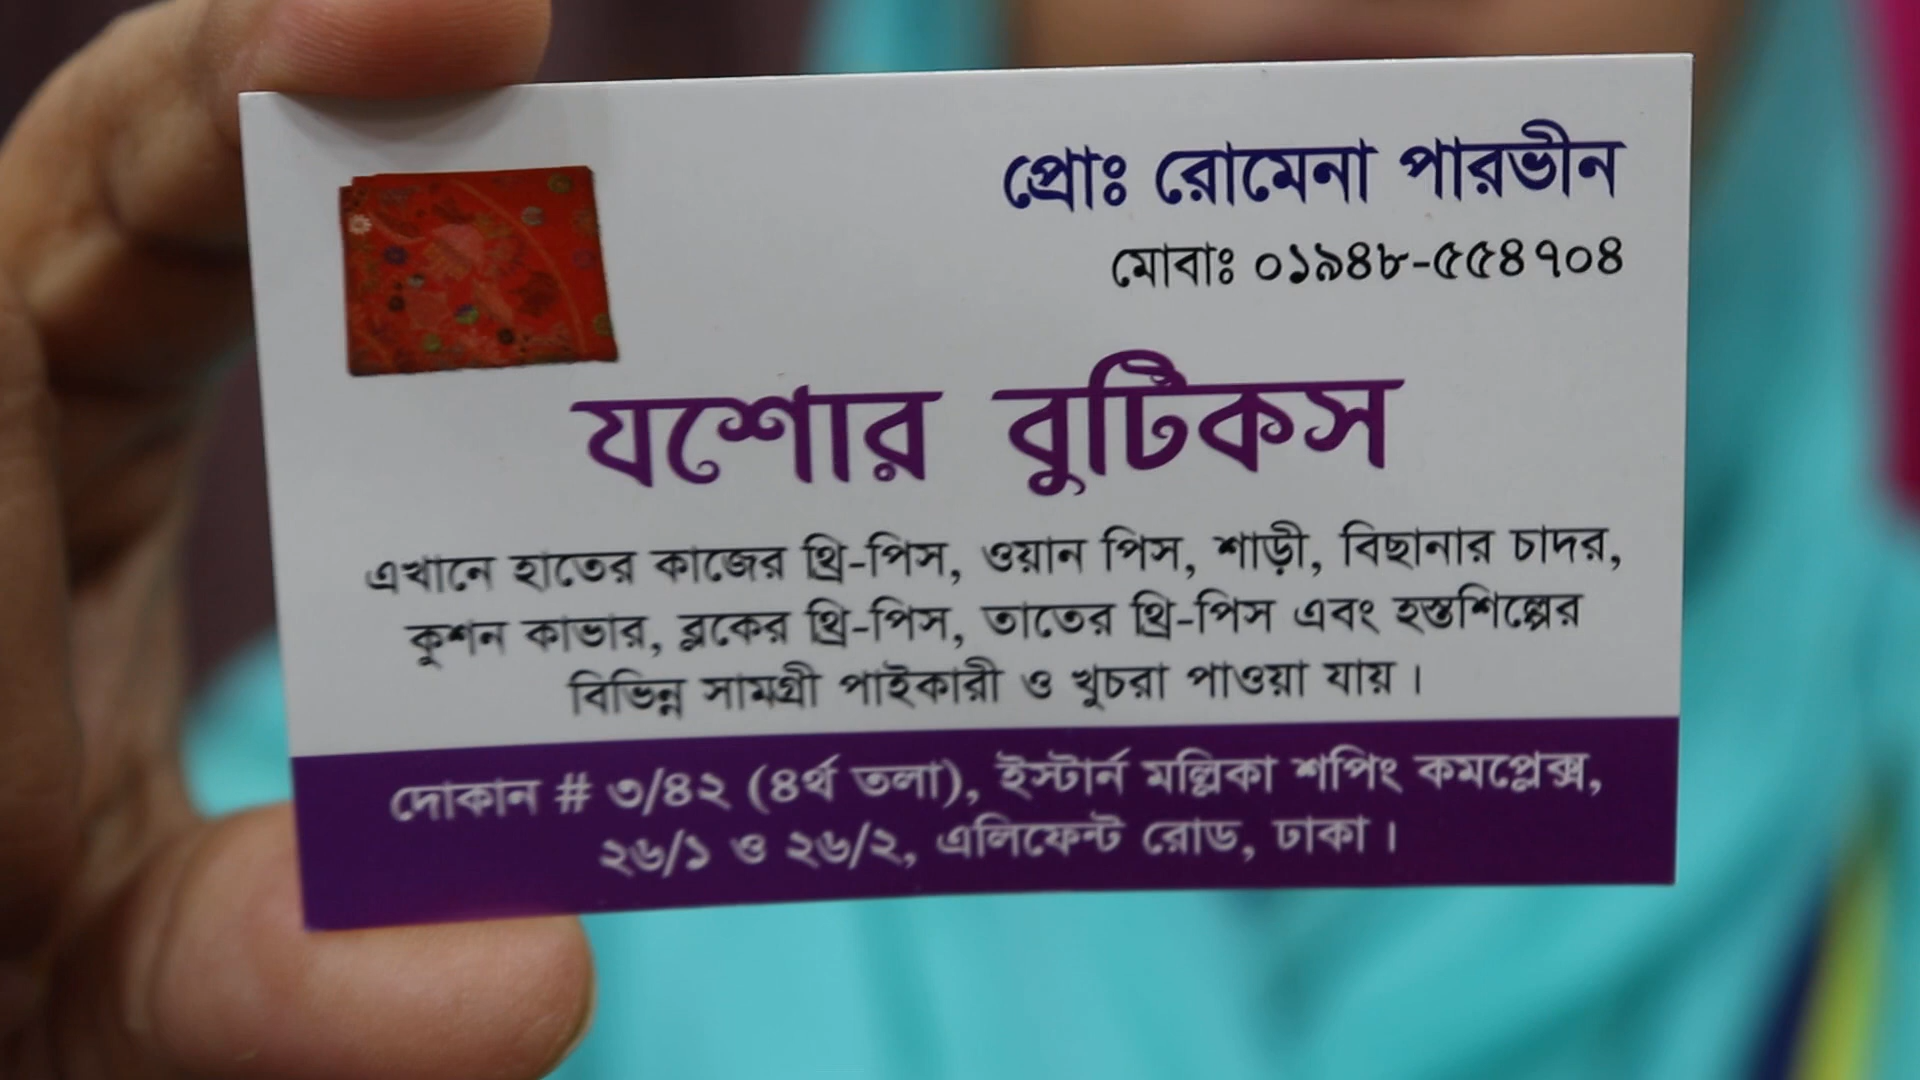 প্রোঃ রোমেনা পারভীন
মোবাঃ ০১৯৪৮-৫৫৪৭০৪
যশোর বুটিকস
এখানে হাতের কাজের থ্রি-পিস, ওয়ান পিস, শাড়ী, বিছানার চাদর,
কুশন কাভার, ব্লকের থ্রি-পিস, তাতের থ্রি-পিস এবং হস্তশিল্পের
বিভিন্ন সামগ্রী পাইকারী ও খুচরা পাওয়া যায়।
দোকান # ৩/৪২ (৪র্থ তলা), ইস্টার্ন মল্লিকা শপিং কমপ্লেক্স,
২৬/১ ও ২৬/২, এলিফেন্ট রোড, ঢাকা।